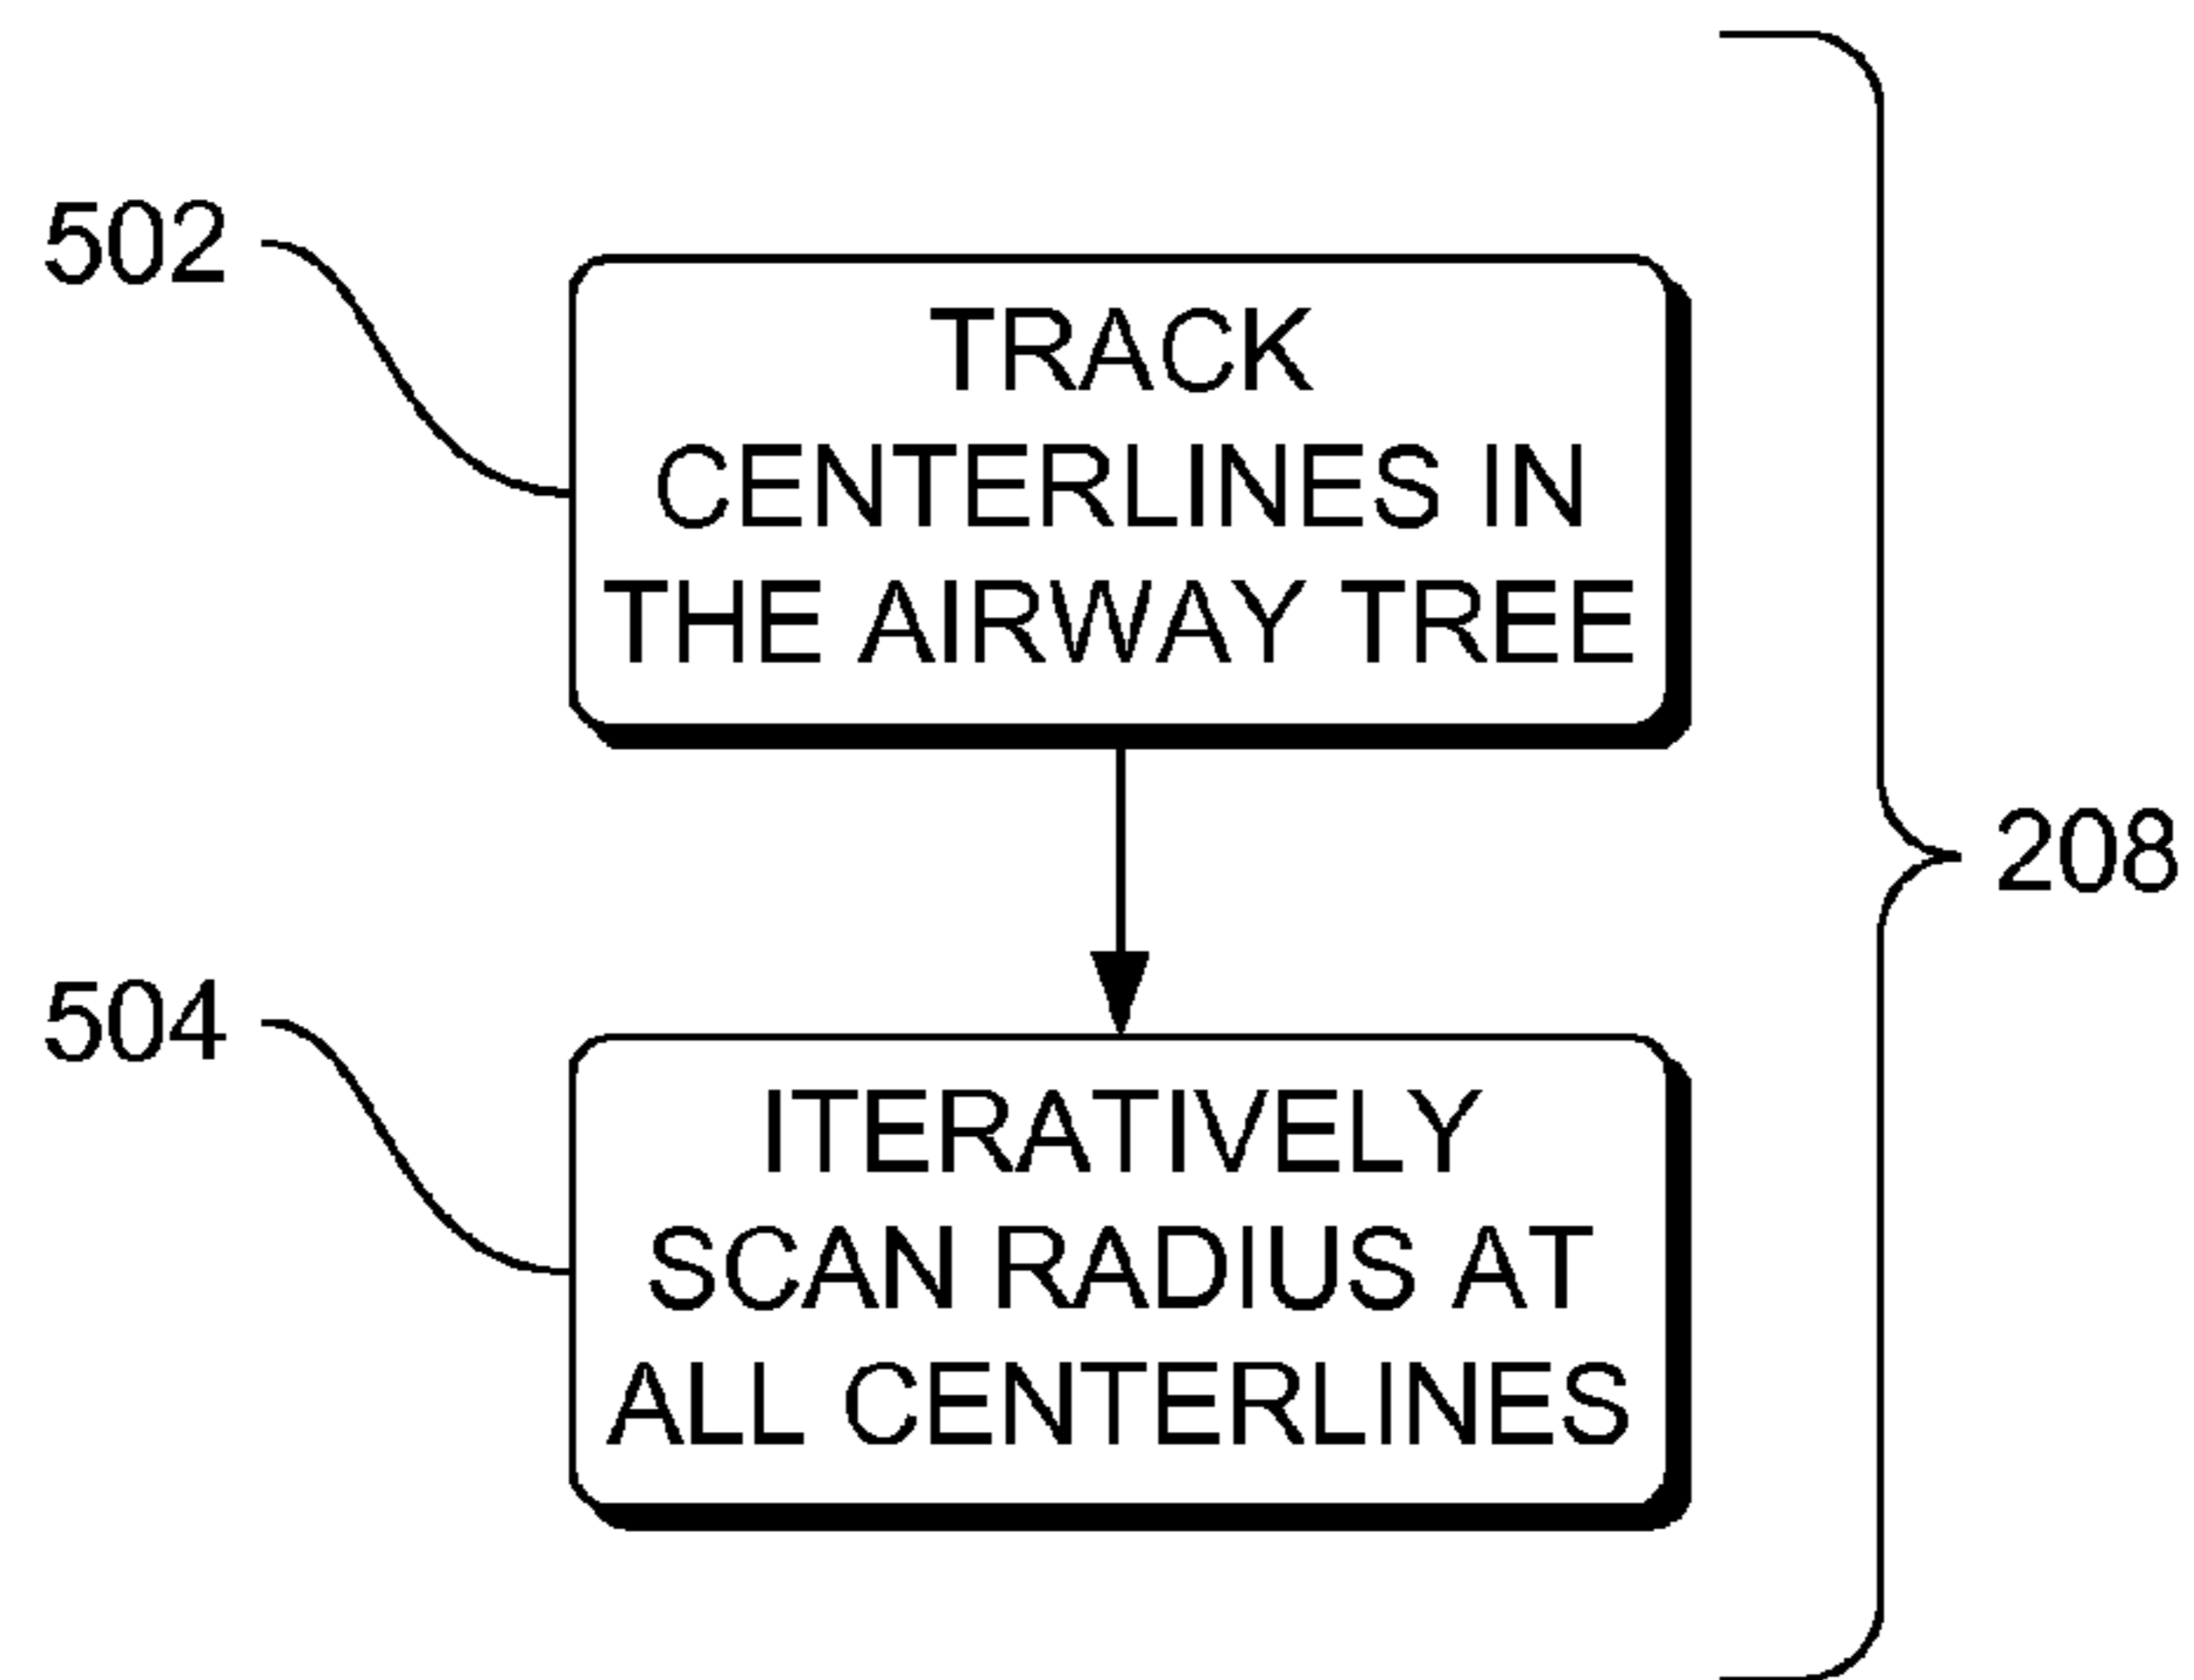 502
TRACK
CENTERLINES IN
THE AIRWAY TREE
208
504
ITERATIVELY
SCAN RADIUS AT
ALL CENTERLINES